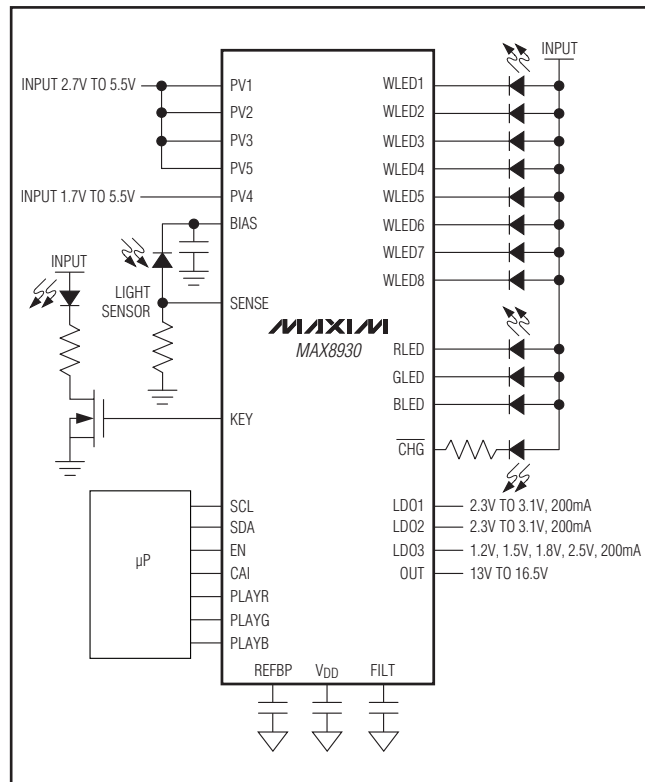 INPUT
INPUT 2.7V TO 5.5V
PV1
PV2
PV3
PV5
INPUT 1.7V TO 5.5V
PV4
BIAS
INPUT
LIGHT
SENSOR
SENSE
KEY
µP
SCL
SDA
EN
CAI
PLAYR
PLAYG
PLAYB
MAXIM
MAX8930
WLED1
WLED2
WLED3
WLED4
WLED5
WLED6
WLED7
WLED8
RLED
GLED
BLED
CHG
LDO1
2.3V TO 3.1V, 200mA
LDO2
2.3V TO 3.1V, 200mA
LDO3
1.2V, 1.5V, 1.8V, 2.5V, 200mA
OUT
13V TO 16.5V
REFBP
VDD
FILT